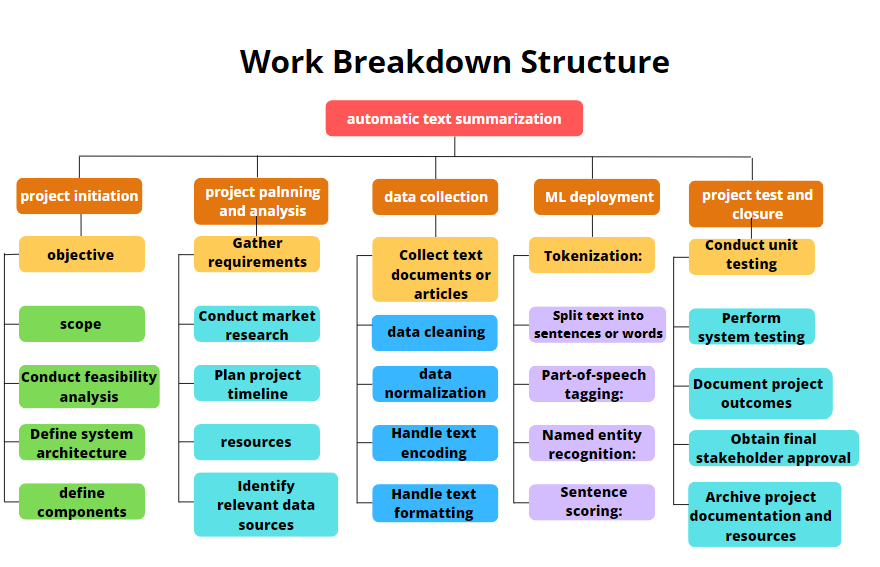 Work Breakdown Structure
automatic text summarization
project initiation
objective
scope
Conduct feasibility
analysis
Define system
architecture
define
components
project palnning
and analysis
Gather
requirements
Conduct market
research
Plan project
timeline
resources
Identify
relevant data
sources
data collection
Collect text
documents or
articles
data cleaning
data
normalization
Handle text
encoding
Handle text
formatting
ML deployment
Tokenization:
Split text into
sentences or words
Part-of-speech
tagging:
Named entity
recognition:
Sentence
scoring:
project test and
closure
Conduct unit
testing
Perform
system testing
Document project
outcomes
Obtain final
stakeholder approval
Archive project
documentation and
resources